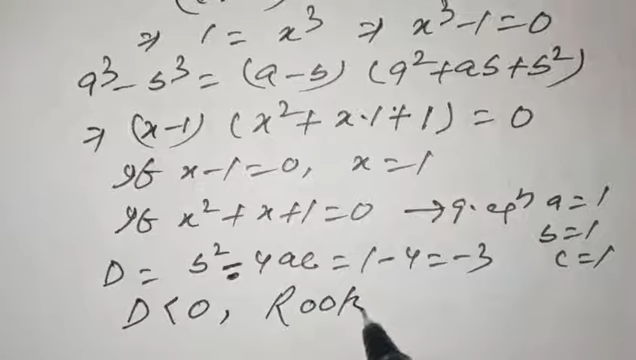 ⇒ 1 = x³ ⇒ x³-1=0
a³-b³ = (a-b) (a²+ab+b²)
⇒ (x-1) (x²+x·1+1) = 0
If x-1=0, x=1
If x²+x+1=0 → q·eqⁿ a=1
b=1
D = b²-4ac = 1-4=-3 c=1
D<0, Root